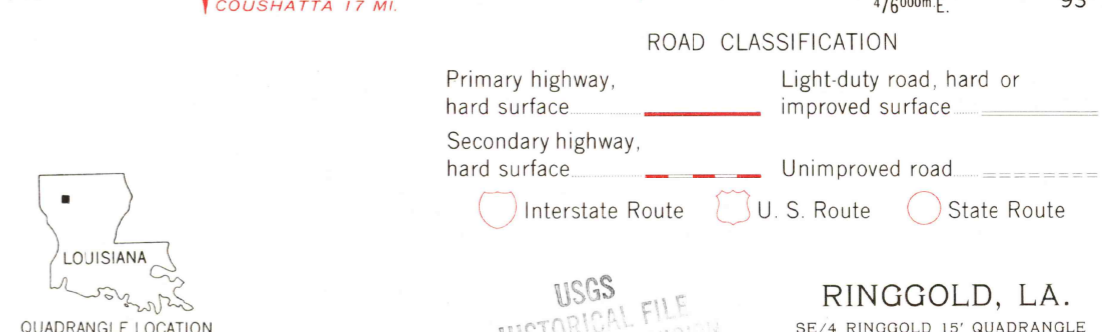 COUSHATTA 17 MI.
476000m.E.
93
ROAD CLASSIFICATION
Primary highway,
hard surface
Light-duty road, hard or
improved surface
Secondary highway,
hard surface
Unimproved road
Interstate Route
U. S. Route
State Route
LOUISIANA
QUADRANGLE LOCATION
USGS
HISTORICAL FILE
RINGGOLD, LA.
SE/4 RINGGOLD 15' QUADRANGLE